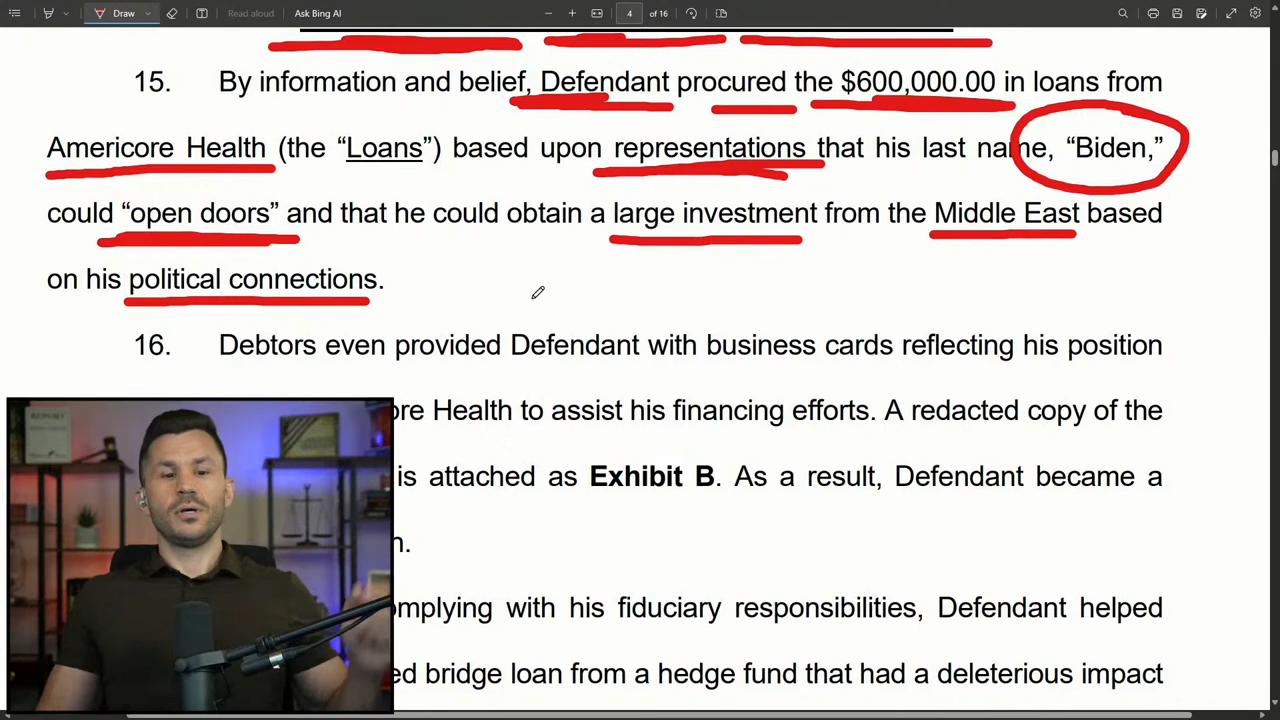 Draw
Read aloud
Ask Bing AI
4
of 16
15. By information and belief, Defendant procured the $600,000.00 in loans from
Americore Health (the “Loans”) based upon representations that his last name, “Biden,”
could “open doors” and that he could obtain a large investment from the Middle East based
on his political connections.
16. Debtors even provided Defendant with business cards reflecting his position
ore Health to assist his financing efforts. A redacted copy of the
is attached as Exhibit B. As a result, Defendant became a
n.
omplying with his fiduciary responsibilities, Defendant helped
ed bridge loan from a hedge fund that had a deleterious impact